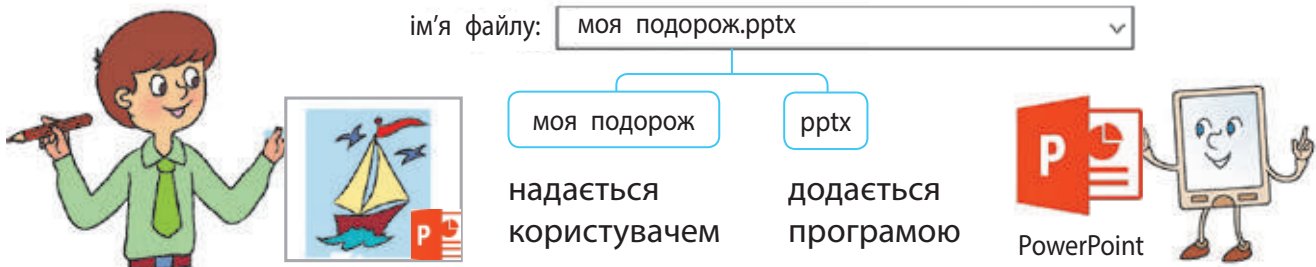 ім'я файлу: моя подорож.pptx
моя подорож
pptx
надається
користувачем
додається
програмою
P
P
PowerPoint